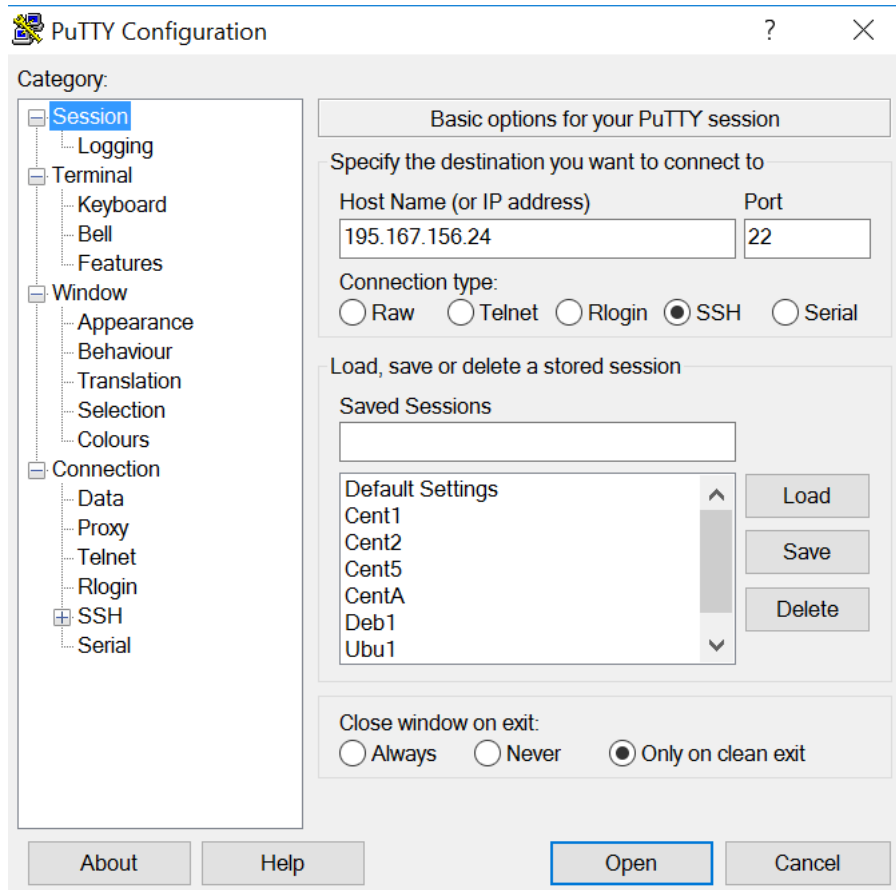 PuTTY Configuration ?
Category:
Session
Logging
Terminal
Keyboard
Bell
Features
Window
Appearance
Behaviour
Translation
Selection
Colours
Connection
Data
Proxy
Telnet
Rlogin
SSH
Serial
Basic options for your PuTTY session
Specify the destination you want to connect to
Host Name (or IP address) Port
195.167.156.24 22
Connection type:
Raw Telnet Rlogin SSH Serial
Load, save or delete a stored session
Saved Sessions
Default Settings
Cent1
Cent2
Cent5
CentA
Deb1
Ubu1
Load
Save
Delete
Close window on exit:
Always Never Only on clean exit
About Help Open Cancel